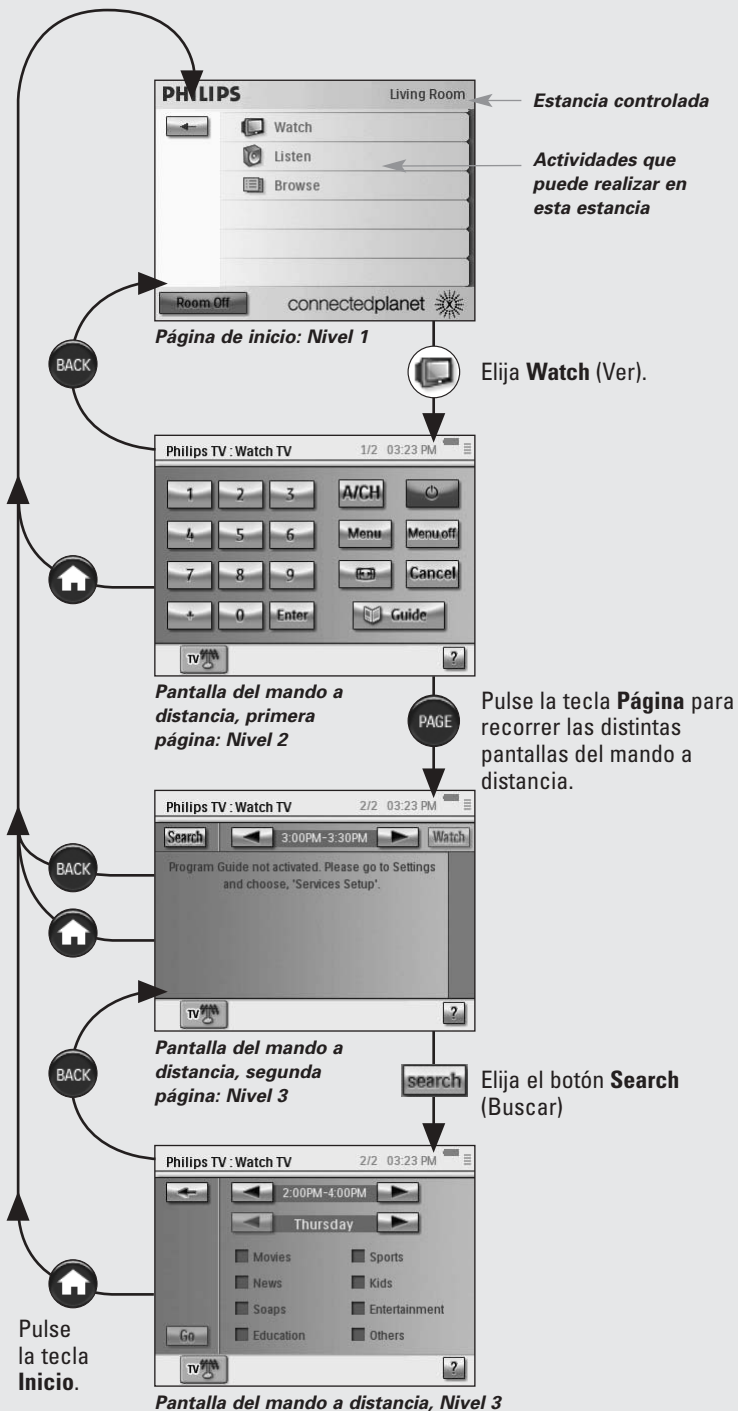 PHILIPS Living Room
Estancia controlada
Watch
Listen
Browse
Actividades que
puede realizar en
esta estancia
Room Off connectedplanet
Página de inicio: Nivel 1
BACK
Elija Watch (Ver).
Philips TV : Watch TV 1/2 03:23 PM
1 2 3 A/CH
4 5 6 Menu Menu off
7 8 9 Cancel
+ 0 Enter Guide
TV ?
Pantalla del mando a
distancia, primera
página: Nivel 2
PAGE
Pulse la tecla Página para
recorrer las distintas
pantallas del mando a
distancia.
Philips TV : Watch TV 2/2 03:23 PM
Search 3:00PM-3:30PM Watch
Program Guide not activated. Please go to Settings
and choose, 'Services Setup'.
BACK
TV ?
Pantalla del mando a
distancia, segunda
página: Nivel 3
BACK
search
Elija el botón Search
(Buscar)
Philips TV : Watch TV 2/2 03:23 PM
2:00PM-4:00PM
Thursday
Movies Sports
News Kids
Soaps Entertainment
Go Education Others
TV ?
Pulse
la tecla
Inicio.
Pantalla del mando a distancia, Nivel 3